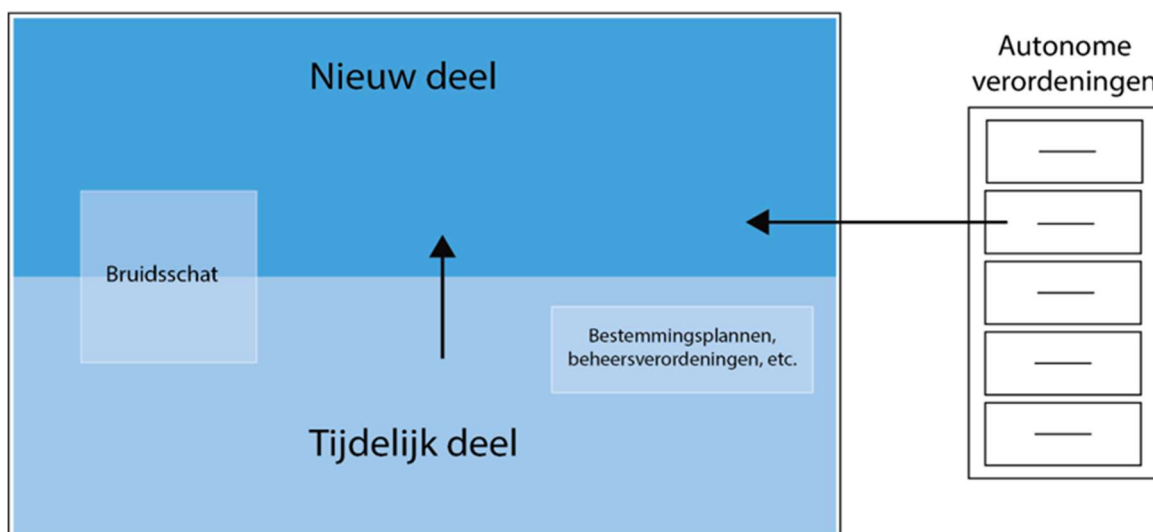 Nieuw deel
Autonome
verordeningen
Bruidsschat
Bestemmingsplannen,
beheersverordeningen, etc.
Tijdelijk deel